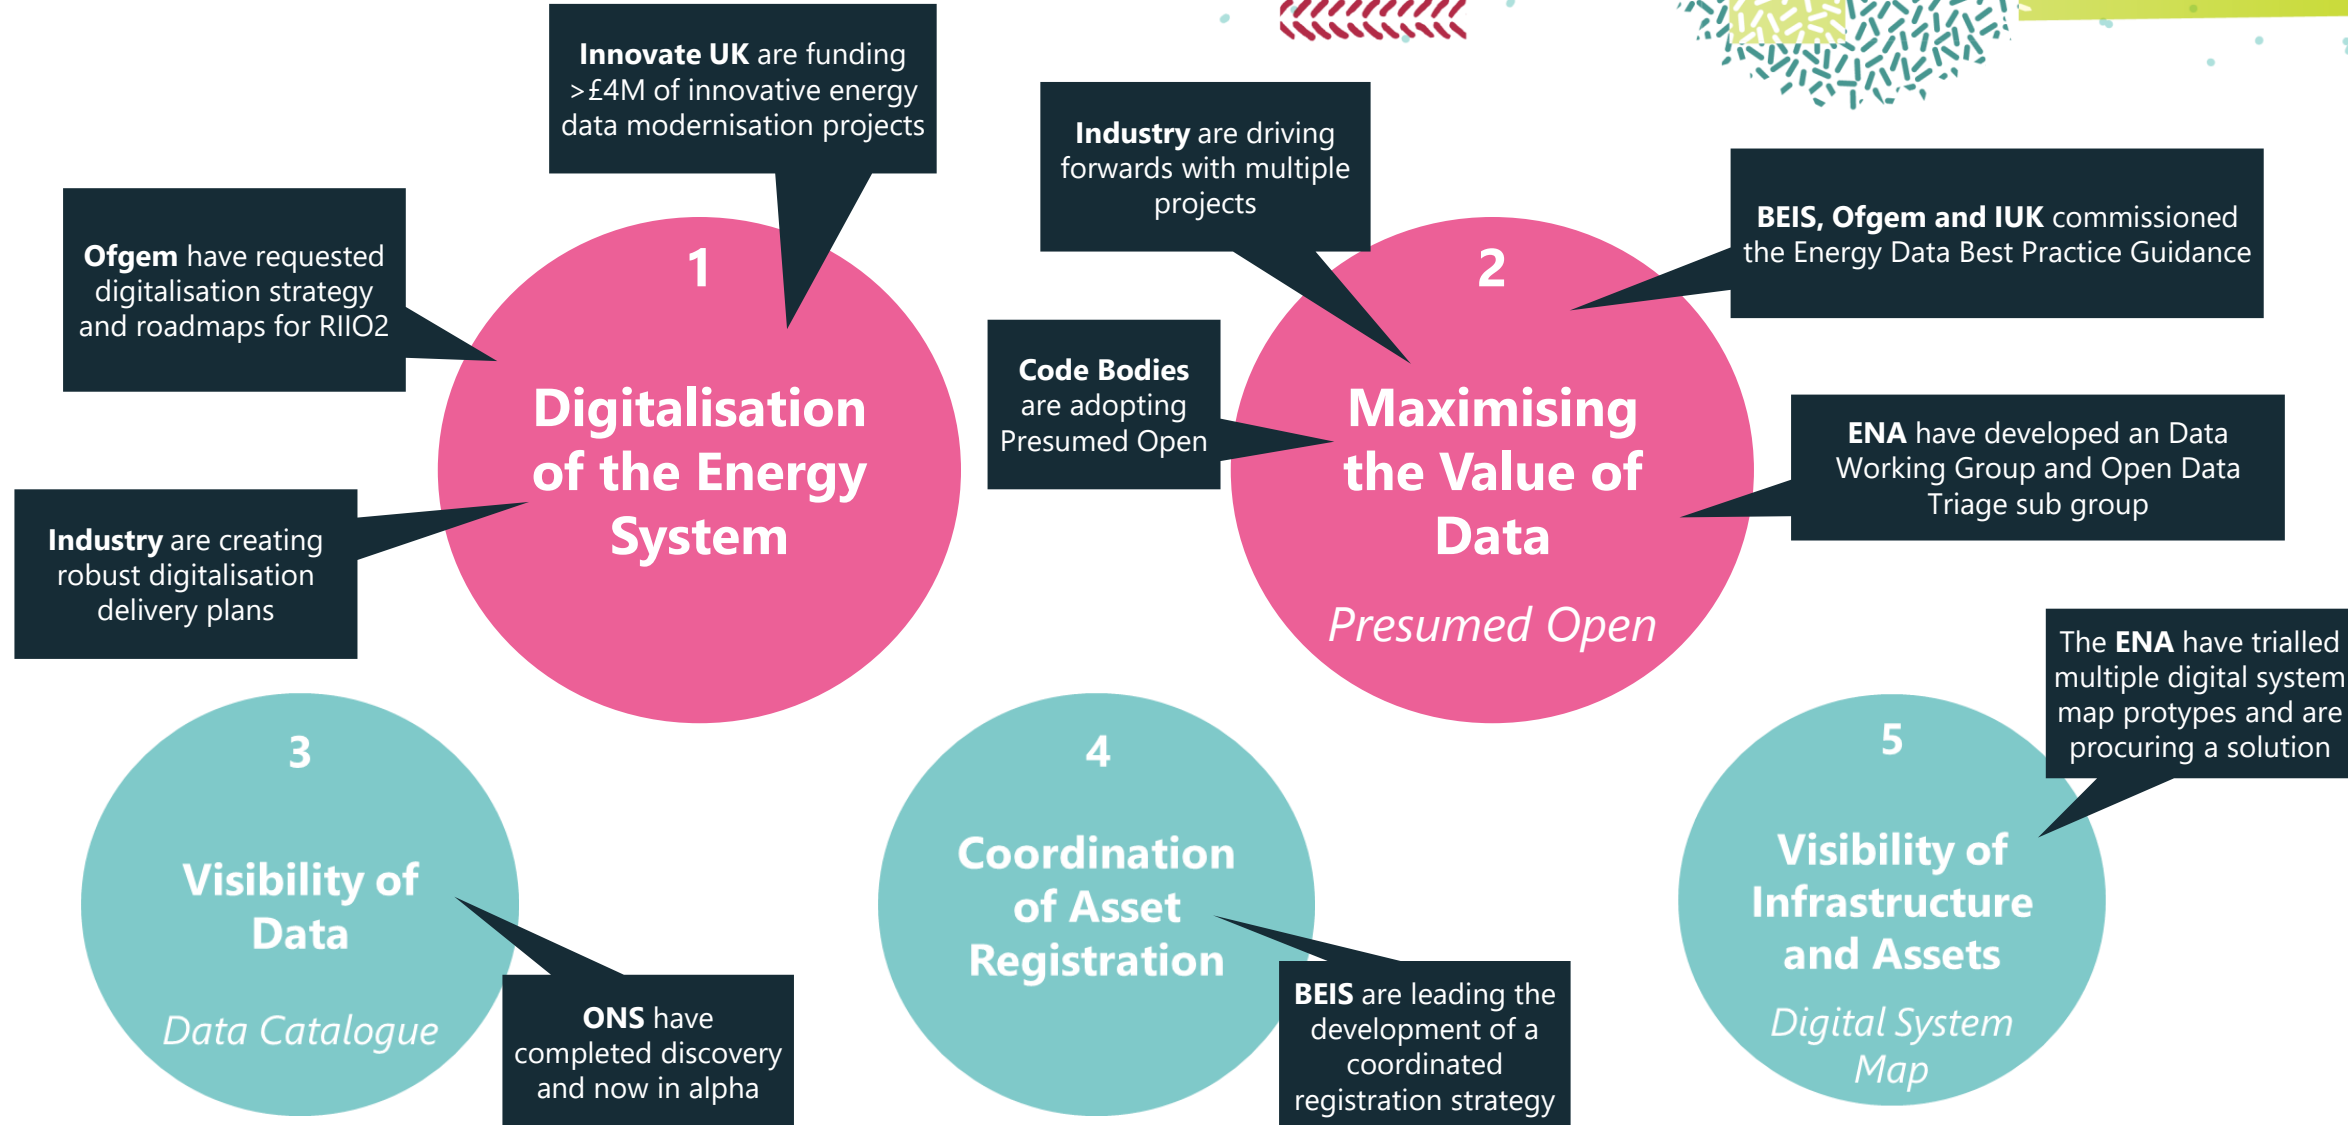 Innovate UK are funding
>£4M of innovative energy
data modernisation projects
Ofgem have requested
digitalisation strategy
and roadmaps for RIIO2
Industry are creating
robust digitalisation
delivery plans
1
Digitalisation
of the Energy
System
Industry are driving
forwards with multiple
projects
Code Bodies
are adopting
Presumed Open
2
Maximising
the Value of
Data
Presumed Open
BEIS, Ofgem and IUK commissioned
the Energy Data Best Practice Guidance
ENA have developed an Data
Working Group and Open Data
Triage sub group
3
Visibility of
Data
Data Catalogue
ONS have
completed discovery
and now in alpha
4
Coordination
of Asset
Registration
BEIS are leading the
development of a
coordinated
registration strategy
5
Visibility of
Infrastructure
and Assets
Digital System
Map
The ENA have trialled
multiple digital system
map protypes and are
procuring a solution